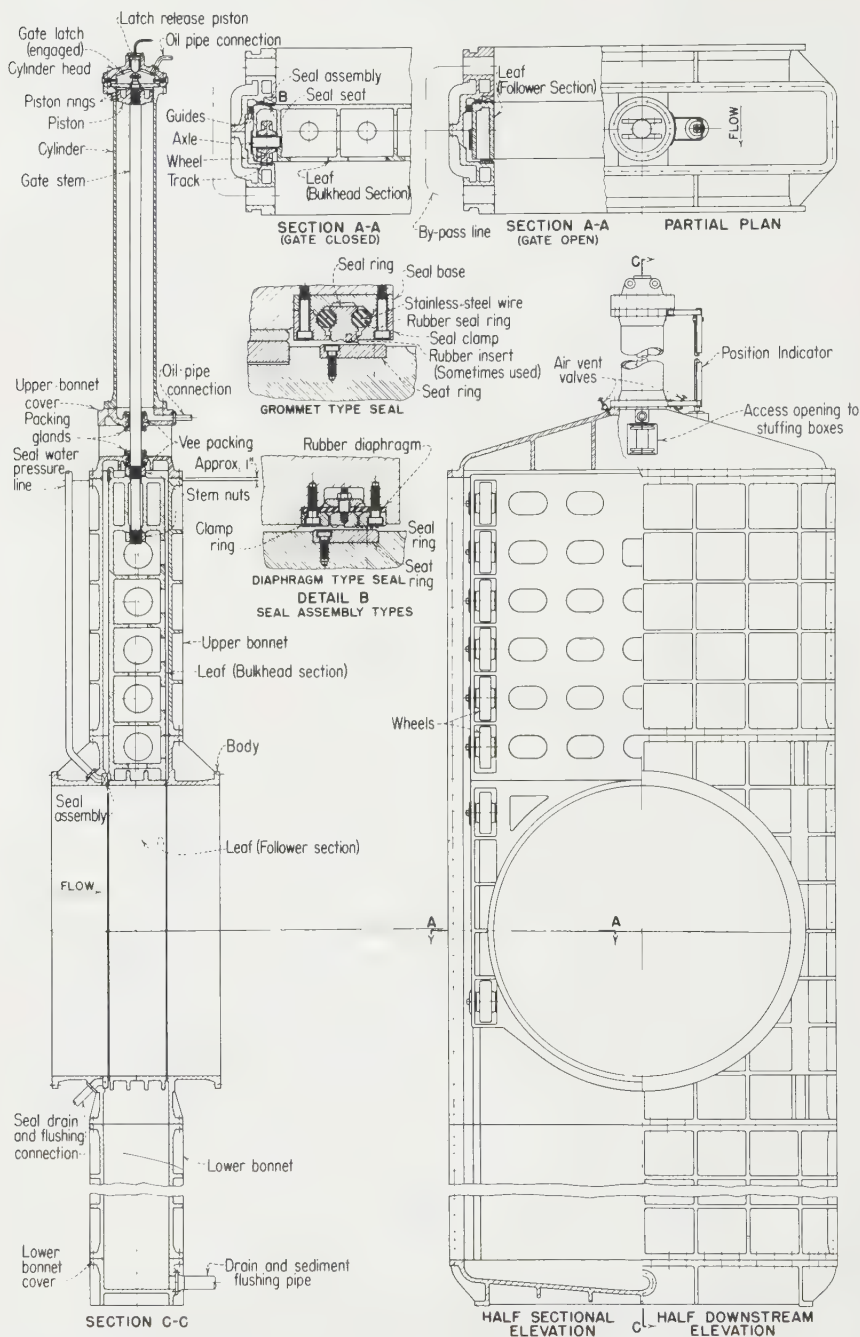 Latch release piston
Gate latch
(engaged)
Oil pipe connection
Cylinder head
Piston rings
Piston
Cylinder
Gate stem
Seal assembly
B
Seal seat
Guides
Axle
Wheel
Track
Leaf
(Bulkhead Section)
SECTION A-A
(GATE CLOSED)
By-pass line
Leaf
(Follower Section)
FLOW
SECTION A-A
(GATE OPEN)
PARTIAL PLAN
Seal ring
Seal base
Stainless-steel wire
Rubber seal ring
Seal clamp
Rubber insert
(Sometimes used)
Seat ring
GROMMET TYPE SEAL
C
Air vent
valves
Position Indicator
Access opening to
stuffing boxes
Upper bonnet
cover
Oil pipe
connection
Packing
glands
Vee packing
Seal water
pressure
line
Approx. 1"
Stem nuts
Rubber diaphragm
Clamp
ring
Seal
ring
Seat
ring
DIAPHRAGM TYPE SEAL
DETAIL B
SEAL ASSEMBLY TYPES
Upper bonnet
Leaf (Bulkhead section)
Wheels
Body
Seal
assembly
Leaf (Follower section)
FLOW
A
A
Seal drain
and flushing
connection
Lower bonnet
Lower
bonnet
cover
Drain and sediment
flushing pipe
SECTION C-C
HALF SECTIONAL
ELEVATION
C
HALF DOWNSTREAM
ELEVATION